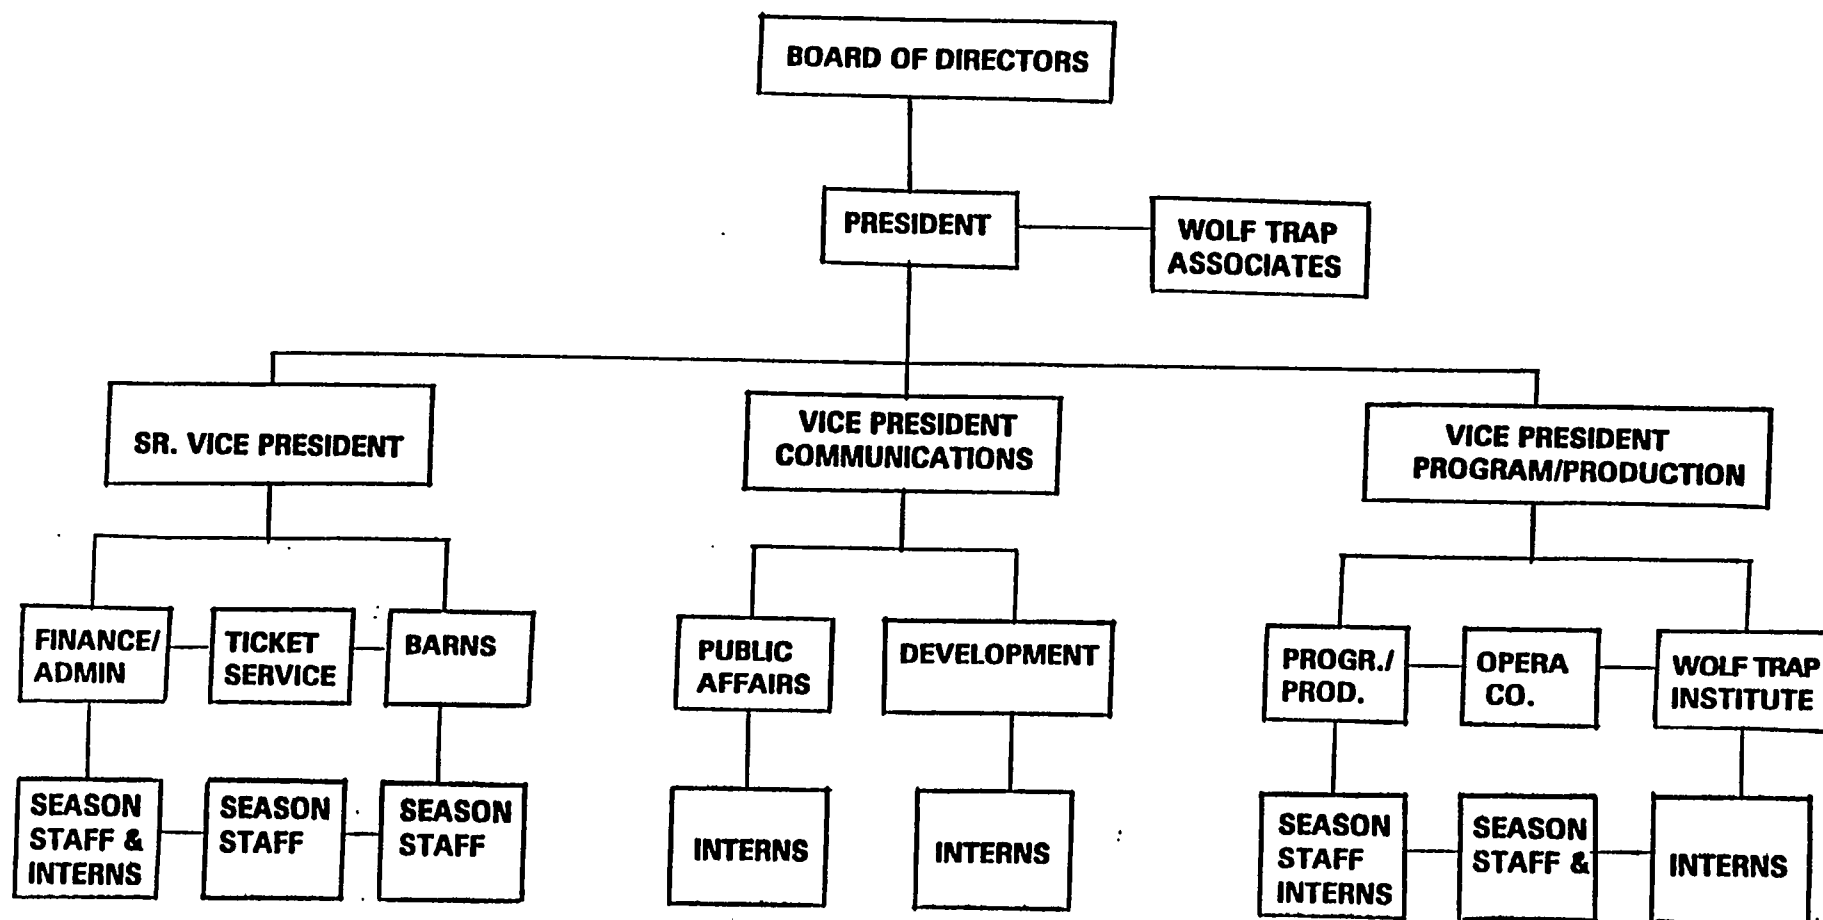 BOARD OF DIRECTORS
PRESIDENT
WOLF TRAP
ASSOCIATES
SR. VICE PRESIDENT
VICE PRESIDENT
COMMUNICATIONS
VICE PRESIDENT
PROGRAM/PRODUCTION
FINANCE/
ADMIN
TICKET
SERVICE
BARNS
PUBLIC
AFFAIRS
DEVELOPMENT
PROGR./
PROD.
OPERA
CO.
WOLF TRAP
INSTITUTE
SEASON
STAFF &
INTERNS
SEASON
STAFF
SEASON
STAFF
INTERNS
INTERNS
SEASON
STAFF
INTERNS
SEASON
STAFF &
INTERNS